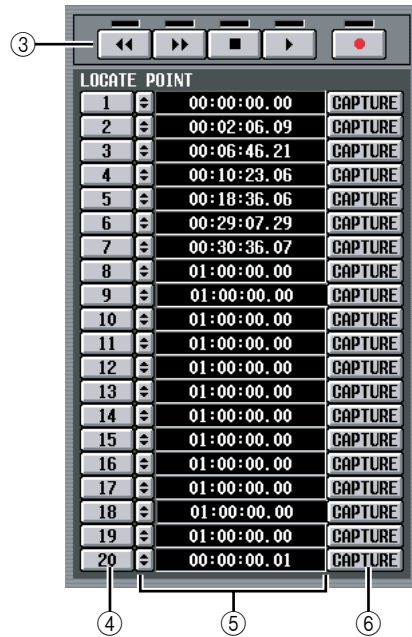 ③
LOCATE POINT
1 00:00:00.00 CAPTURE
2 00:02:06.09 CAPTURE
3 00:06:46.21 CAPTURE
4 00:10:23.06 CAPTURE
5 00:18:36.06 CAPTURE
6 00:29:07.29 CAPTURE
7 00:30:36.07 CAPTURE
8 01:00:00.00 CAPTURE
9 01:00:00.00 CAPTURE
10 01:00:00.00 CAPTURE
11 01:00:00.00 CAPTURE
12 01:00:00.00 CAPTURE
13 01:00:00.00 CAPTURE
14 01:00:00.00 CAPTURE
15 01:00:00.00 CAPTURE
16 01:00:00.00 CAPTURE
17 01:00:00.00 CAPTURE
18 01:00:00.00 CAPTURE
19 01:00:00.00 CAPTURE
20 00:00:00.01 CAPTURE
④ ⑤ ⑥